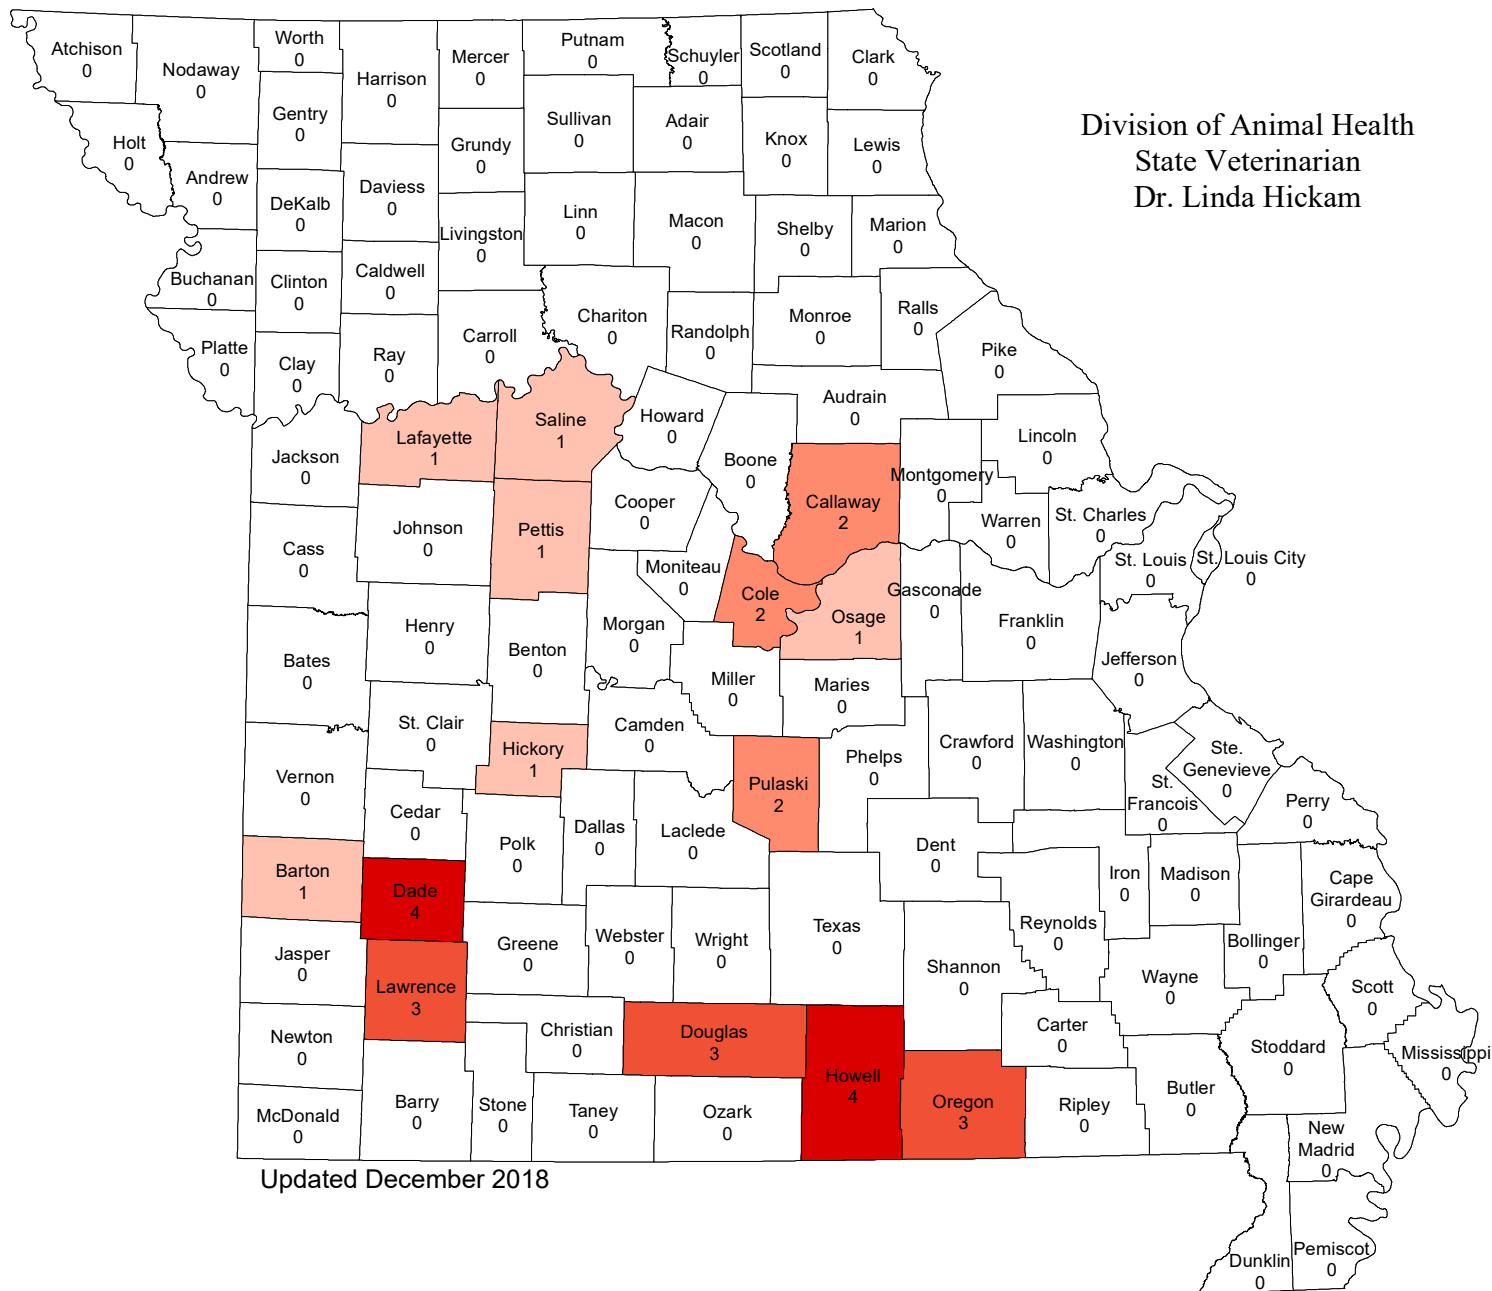 Atchison
0
Nodaway
0
Worth
0
Harrison
0
Mercer
0
Putnam
0
Schuyler
0
Scotland
0
Clark
0
Gentry
0
Holt
0
Andrew
0
DeKalb
0
Daviess
0
Grundy
0
Sullivan
0
Adair
0
Knox
0
Lewis
0
Division of Animal Health
State Veterinarian
Dr. Linda Hickam
Livingston
0
Linn
0
Macon
0
Shelby
0
Marion
0
Buchanan
0
Clinton
0
Caldwell
0
Carroll
0
Chariton
0
Randolph
0
Monroe
0
Ralls
0
Pike
0
Platte
0
Clay
0
Ray
0
Jackson
0
Lafayette
1
Saline
1
Howard
0
Boone
0
Audrain
0
Callaway
2
Montgomery
0
Lincoln
0
Warren
0
St. Charles
0
St. Louis
0
St. Louis City
0
Cass
0
Johnson
0
Pettis
1
Cooper
0
Moniteau
0
Cole
2
Osage
1
Gasconade
0
Franklin
0
Jefferson
0
Bates
0
Henry
0
Benton
0
Morgan
0
Miller
0
Maries
0
St. Clair
0
Hickory
1
Camden
0
Pulaski
2
Phelps
0
Crawford
0
Washington
0
St.
Francois
0
Ste.
Genevieve
0
Perry
0
Vernon
0
Cedar
0
Polk
0
Dallas
0
Laclede
0
Dent
0
Iron
0
Madison
0
Cape
Girardeau
0
Barton
1
Dade
4
Greene
0
Webster
0
Wright
0
Texas
0
Shannon
0
Reynolds
0
Wayne
0
Bollinger
0
Scott
0
Jasper
0
Lawrence
3
Newton
0
Christian
0
Douglas
3
Howell
4
Oregon
3
Carter
0
Stoddard
0
Mississippi
0
McDonald
0
Barry
0
Stone
0
Taney
0
Ozark
0
Ripley
0
Butler
0
New
Madrid
0
Dunklin
0
Pemiscot
0
Updated December 2018